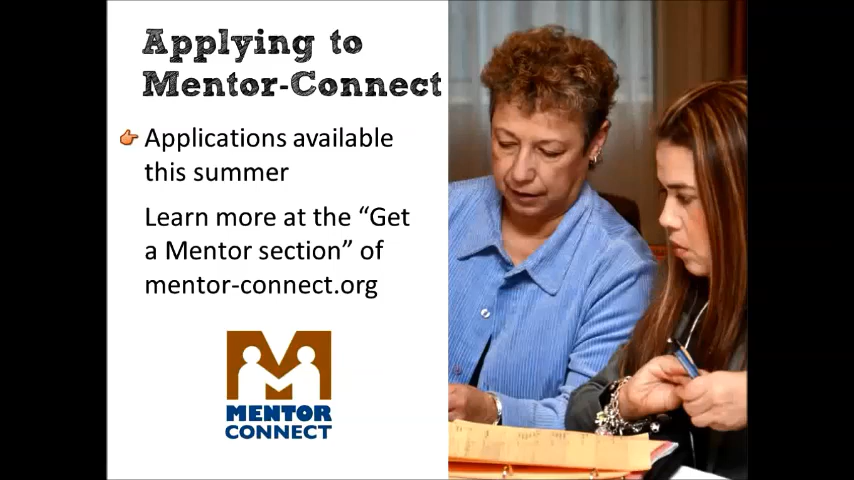 Applying to
Mentor-Connect
Applications available
this summer
Learn more at the “Get
a Mentor section” of
mentor-connect.org
MENTOR
CONNECT